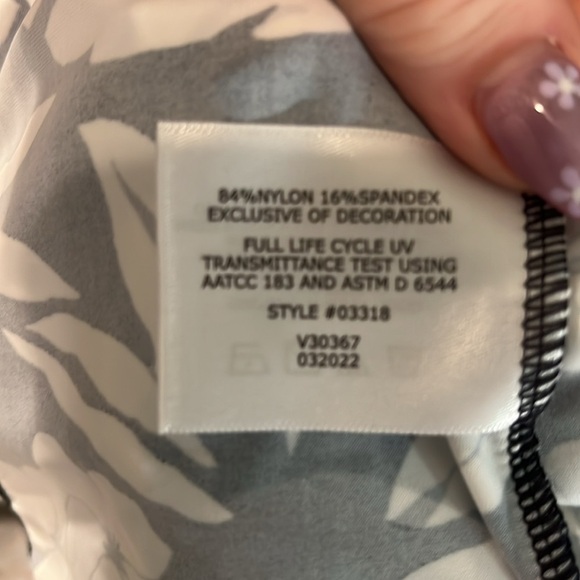 84%NYLON 16%SPANDEX
EXCLUSIVE OF DECORATION
FULL LIFE CYCLE UV
TRANSMITTANCE TEST USING
AATCC 183 AND ASTM D 6544
STYLE #03318
V30367
032022